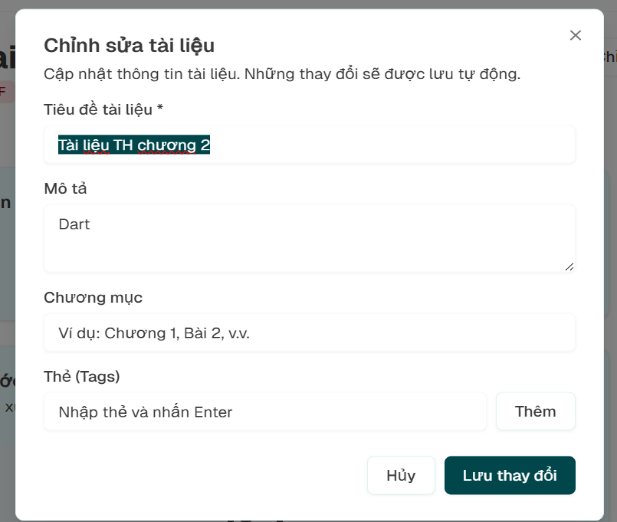 Chỉnh sửa tài liệu
Cập nhật thông tin tài liệu. Những thay đổi sẽ được lưu tự động.
Tiêu đề tài liệu *
Tài liệu TH chương 2
Mô tả
Dart
Chương mục
Ví dụ: Chương 1, Bài 2, v.v.
Thẻ (Tags)
Nhập thẻ và nhấn Enter
Thêm
Hủy
Lưu thay đổi